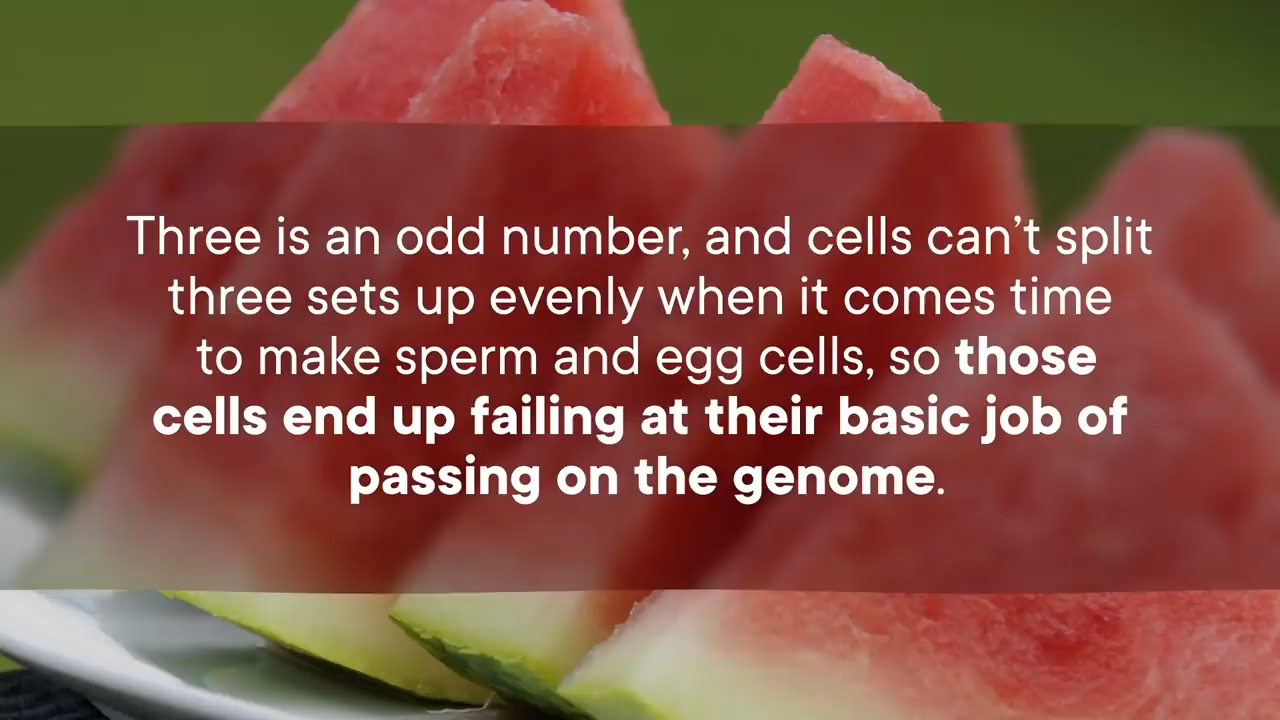 Three is an odd number, and cells can’t split
three sets up evenly when it comes time
to make sperm and egg cells, so those
cells end up failing at their basic job of
passing on the genome.